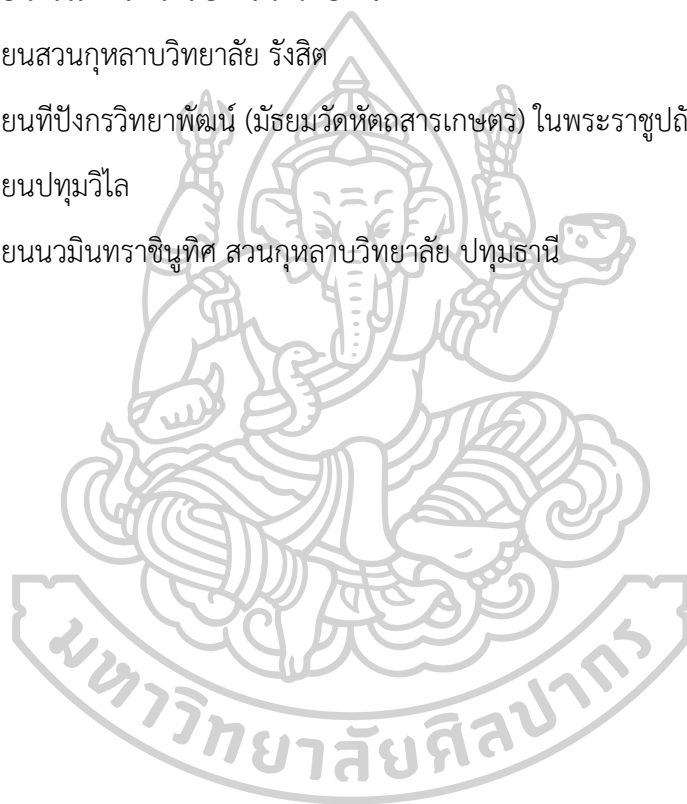 ยนสวนกุหลาบวิทยาลัย รังสิต
ยนทีปังกรวิทยาพัฒน์ (มัธยมวัดหัตถสารเกษตร) ในพระราชูปถั
ยนปทุมวิไล
ยนนวมินทราชินูทิศ สวนกุหลาบวิทยาลัย ปทุมธานี
มหาวิทยาลัยศิลปากร